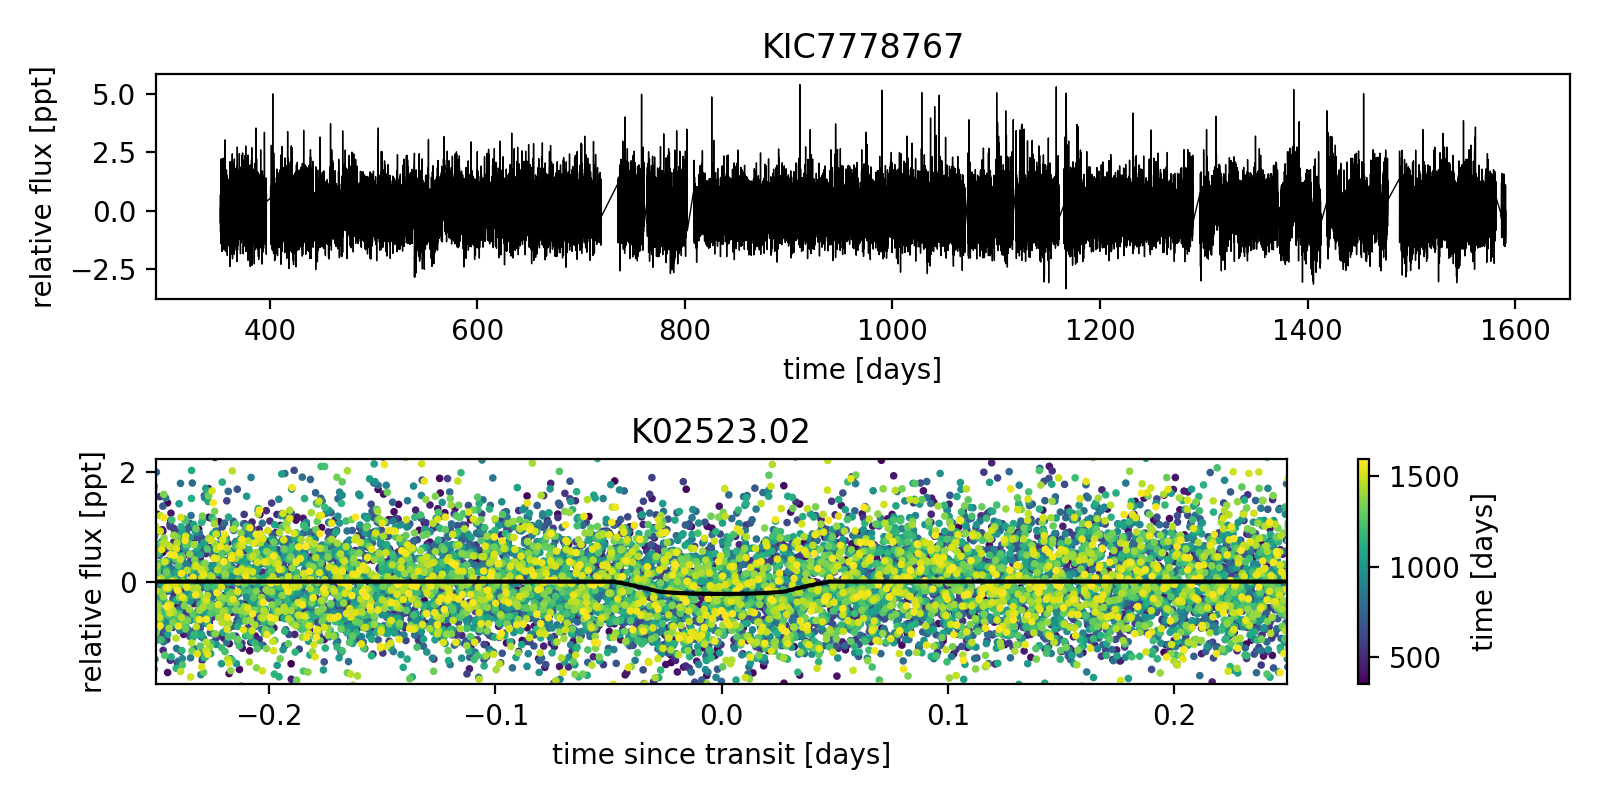 KIC7778767
relative flux [ppt]
5.0
2.5
0.0
−2.5
400 600 800 1000 1200 1400 1600
time [days]
K02523.02
relative flux [ppt]
2
0
−0.2 −0.1 0.0 0.1 0.2
time since transit [days]
1500
1000
500
time [days]